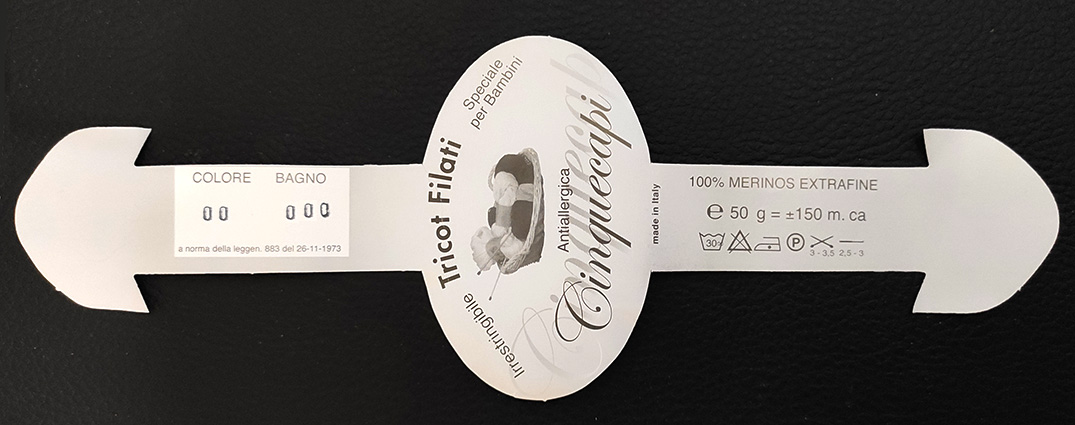 COLORE BAGNO
00 000
a norma della leggen. 883 del 26-11-1973
Irrestringibile
Tricot Filati
Speciale
per Bambini
Antiallergica
Cinquecapi
Cinquecapi
made in Italy
100% MERINOS EXTRAFINE
℮ 50 g = ±150 m. ca
30° P
3 - 3,5 2,5 - 3